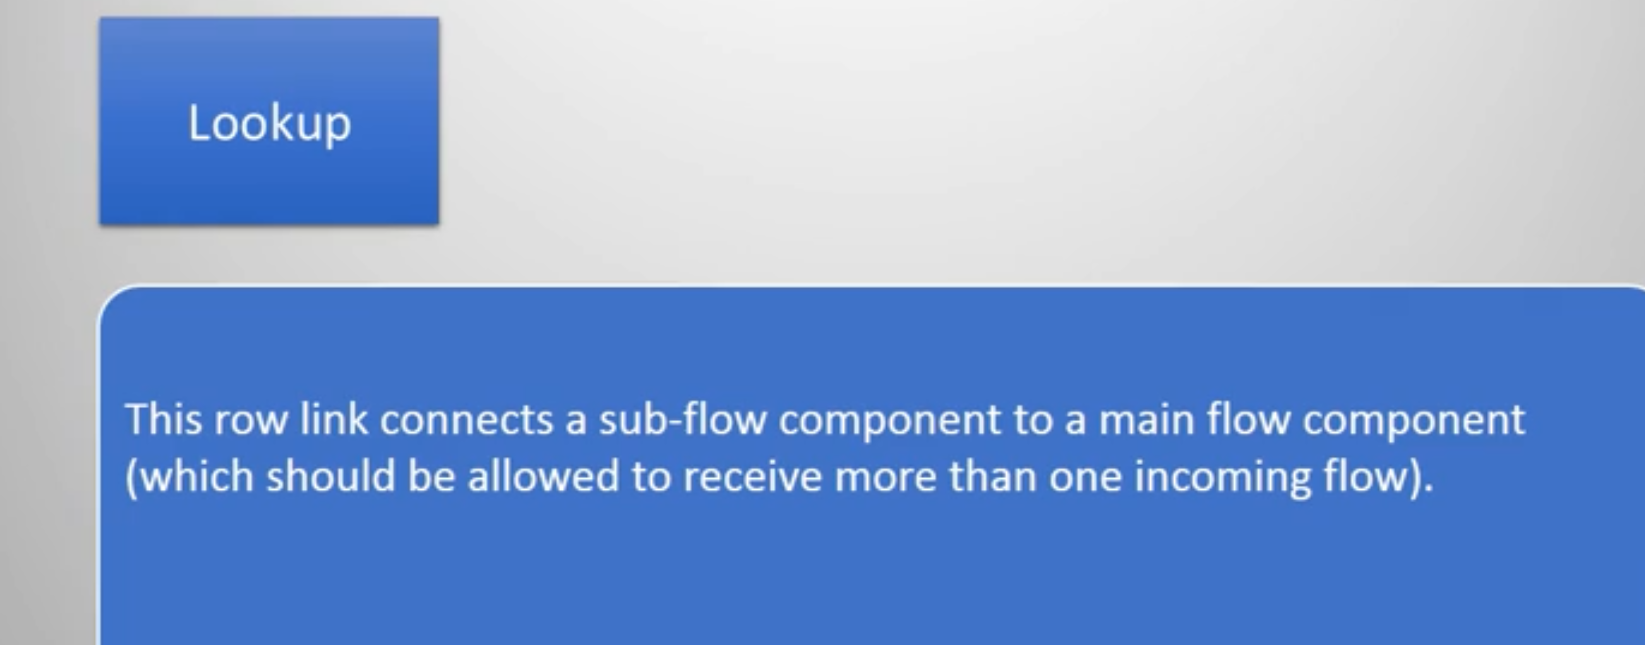 Lookup
This row link connects a sub-flow component to a main flow component
(which should be allowed to receive more than one incoming flow).